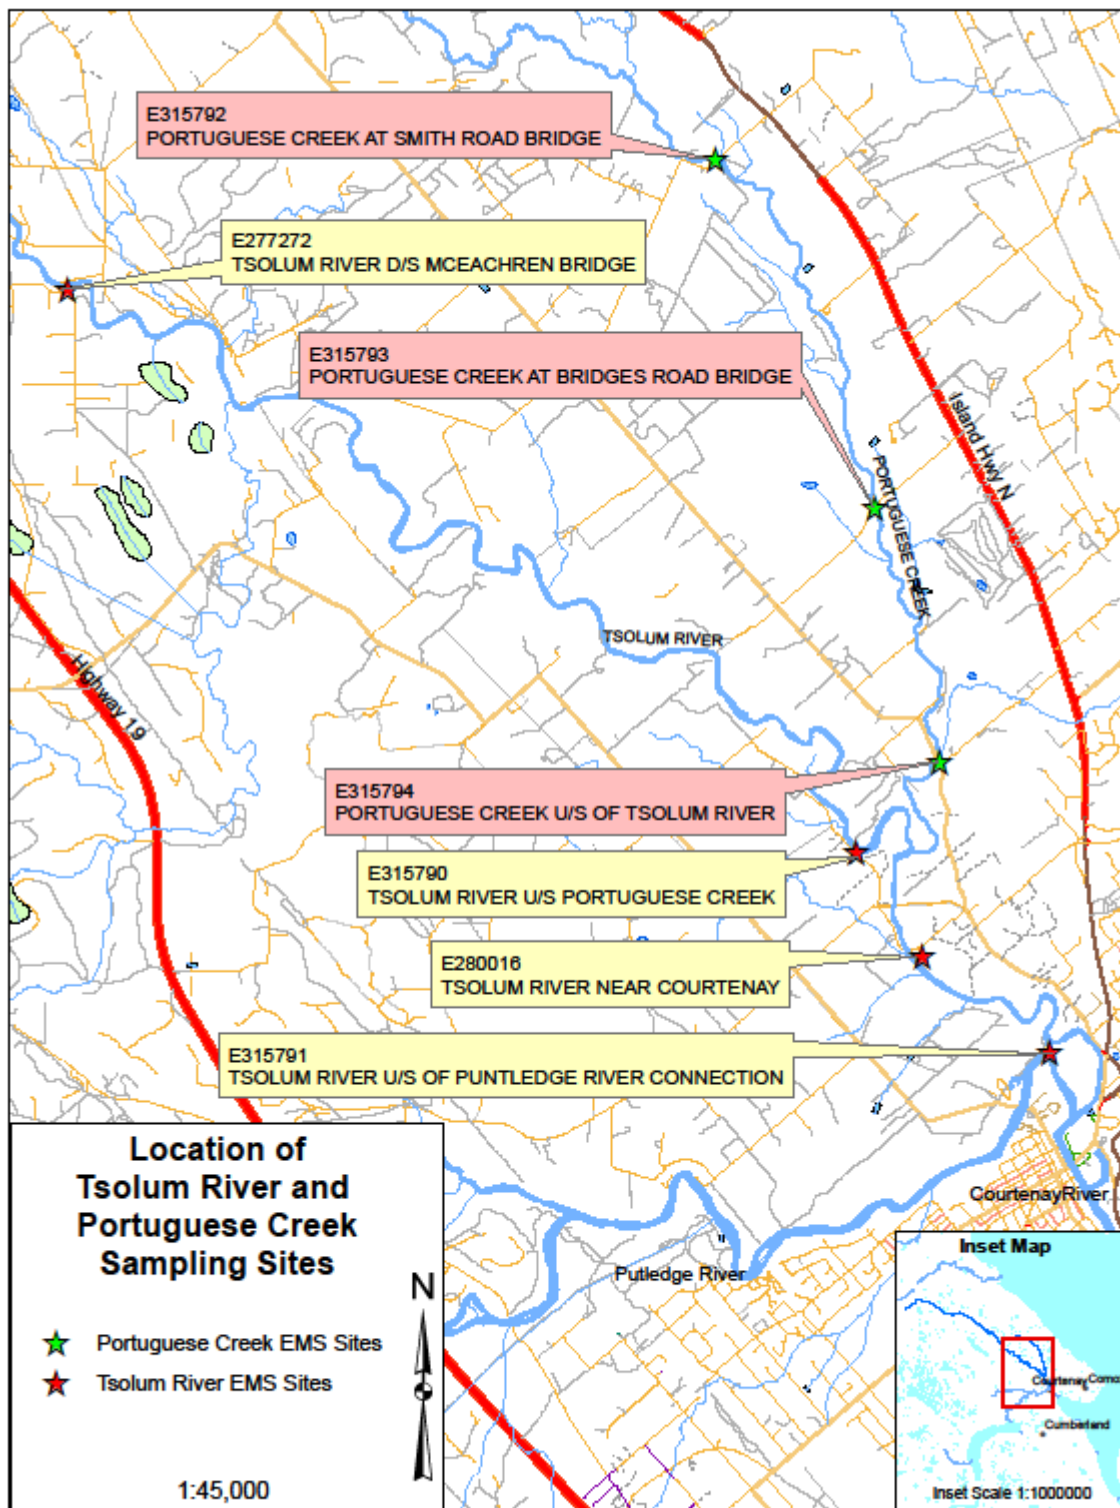 E315792
PORTUGUESE CREEK AT SMITH ROAD BRIDGE
E277272
TSOLUM RIVER D/S MCEACHREN BRIDGE
E315793
PORTUGUESE CREEK AT BRIDGES ROAD BRIDGE
Island Hwy N
PORTUGUESE CREEK
TSOLUM RIVER
Highway 19
E315794
PORTUGUESE CREEK U/S OF TSOLUM RIVER
E315790
TSOLUM RIVER U/S PORTUGUESE CREEK
E280016
TSOLUM RIVER NEAR COURTENAY
E315791
TSOLUM RIVER U/S OF PUNTLEDGE RIVER CONNECTION
CourtenayRiver
Putledge River
Location of
Tsolum River and
Portuguese Creek
Sampling Sites
N
Portuguese Creek EMS Sites
Tsolum River EMS Sites
1:45,000
Inset Map
Courtenay
Como
Cumberland
Inset Scale 1:1000000